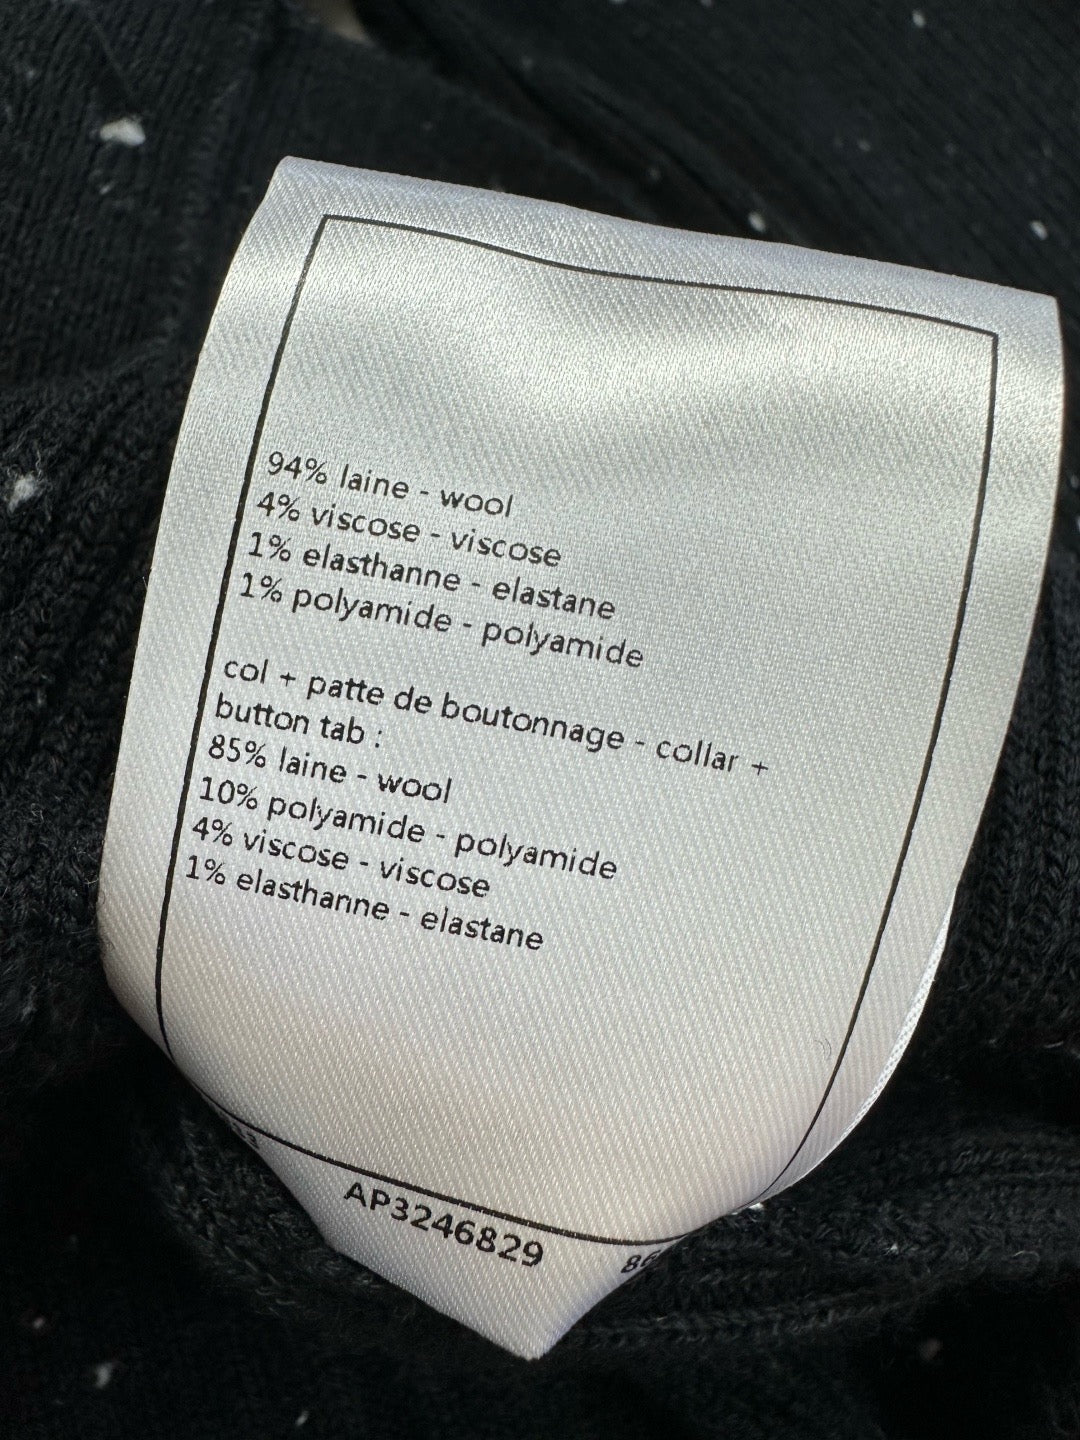 94% laine - wool
4% viscose - viscose
1% elasthanne - elastane
1% polyamide - polyamide
col + patte de boutonnage - collar +
button tab :
85% laine - wool
10% polyamide - polyamide
4% viscose - viscose
1% elasthanne - elastane
AP3246829